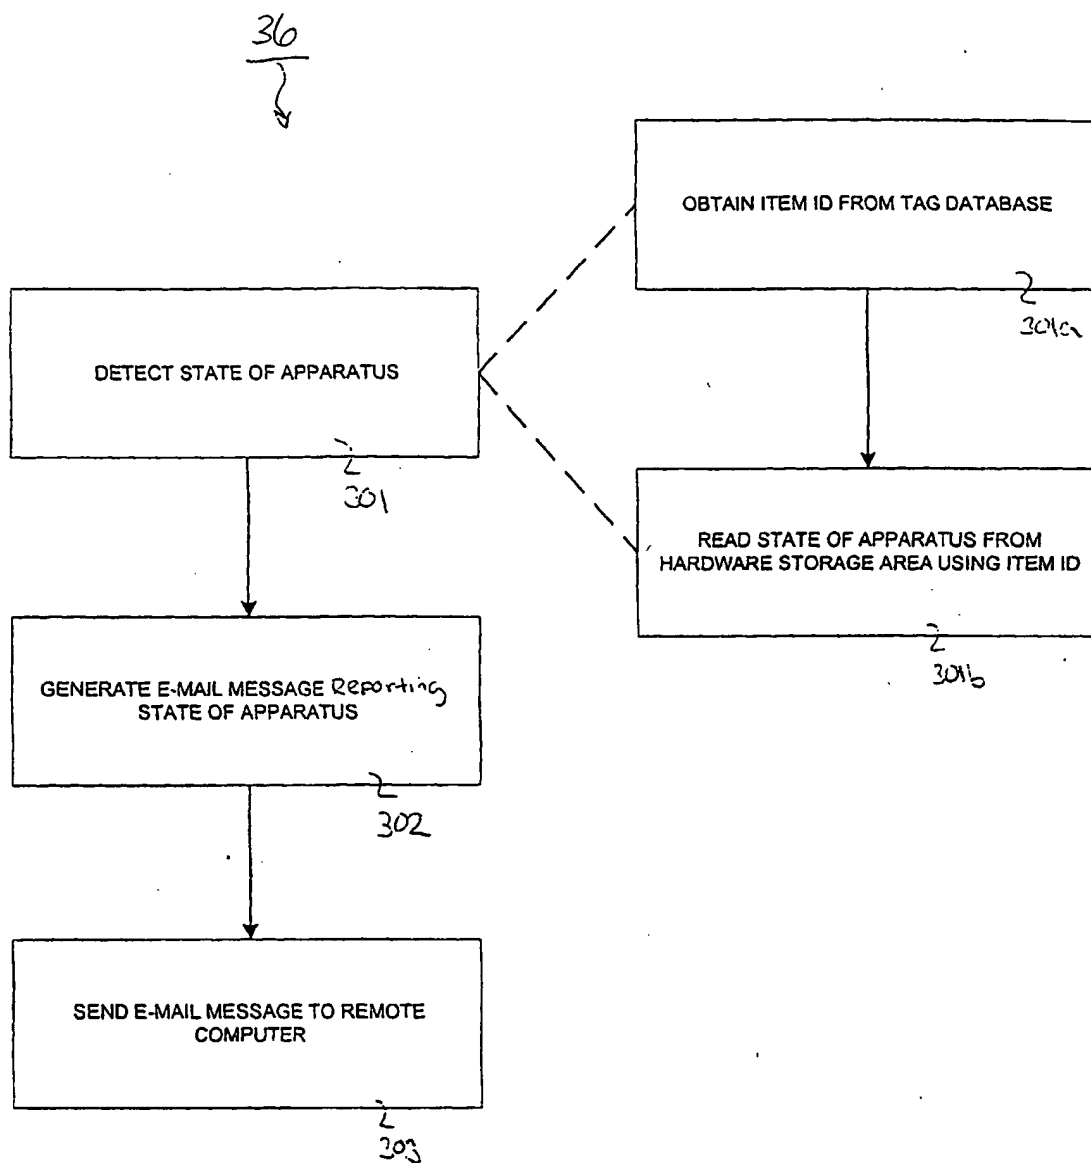 36
OBTAIN ITEM ID FROM TAG DATABASE
301a
DETECT STATE OF APPARATUS
301
READ STATE OF APPARATUS FROM
HARDWARE STORAGE AREA USING ITEM ID
301b
GENERATE E-MAIL MESSAGE Reporting
STATE OF APPARATUS
302
SEND E-MAIL MESSAGE TO REMOTE
COMPUTER
303